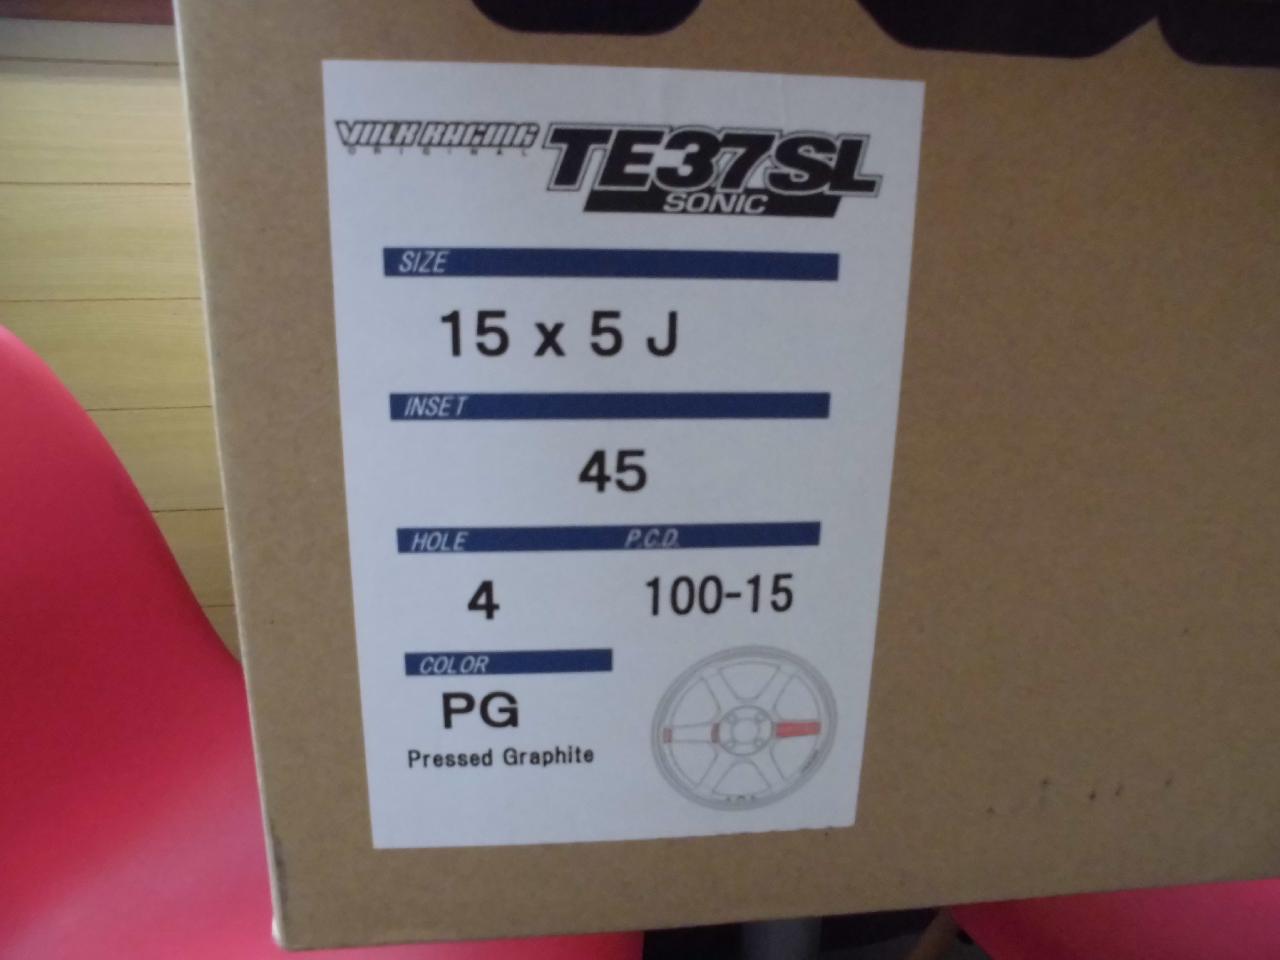 VOLK RACING TE37SL
ORIGINAL
SONIC
SIZE
15 x 5 J
INSET
45
HOLE P.C.D.
4 100-15
COLOR
PG
Pressed Graphite